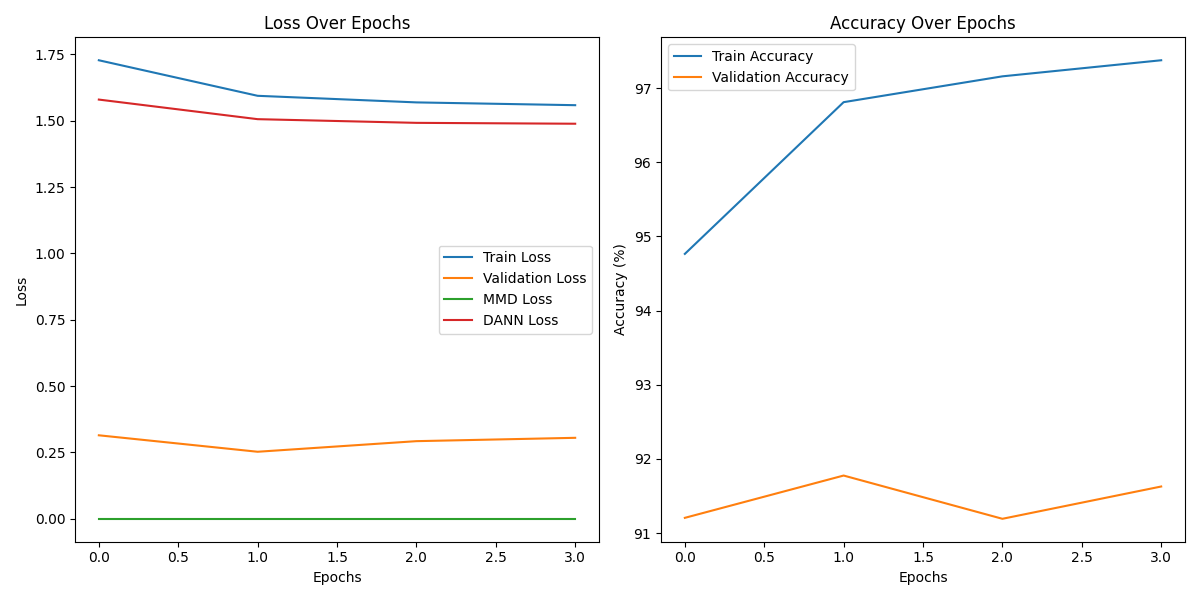 Loss Over Epochs
1.75
1.50
1.25
1.00
0.75
0.50
0.25
0.00
Loss
Train Loss
Validation Loss
MMD Loss
DANN Loss
0.0 0.5 1.0 1.5 2.0 2.5 3.0
Epochs
Accuracy Over Epochs
Train Accuracy
Validation Accuracy
97
96
95
94
93
92
91
Accuracy (%)
0.0 0.5 1.0 1.5 2.0 2.5 3.0
Epochs